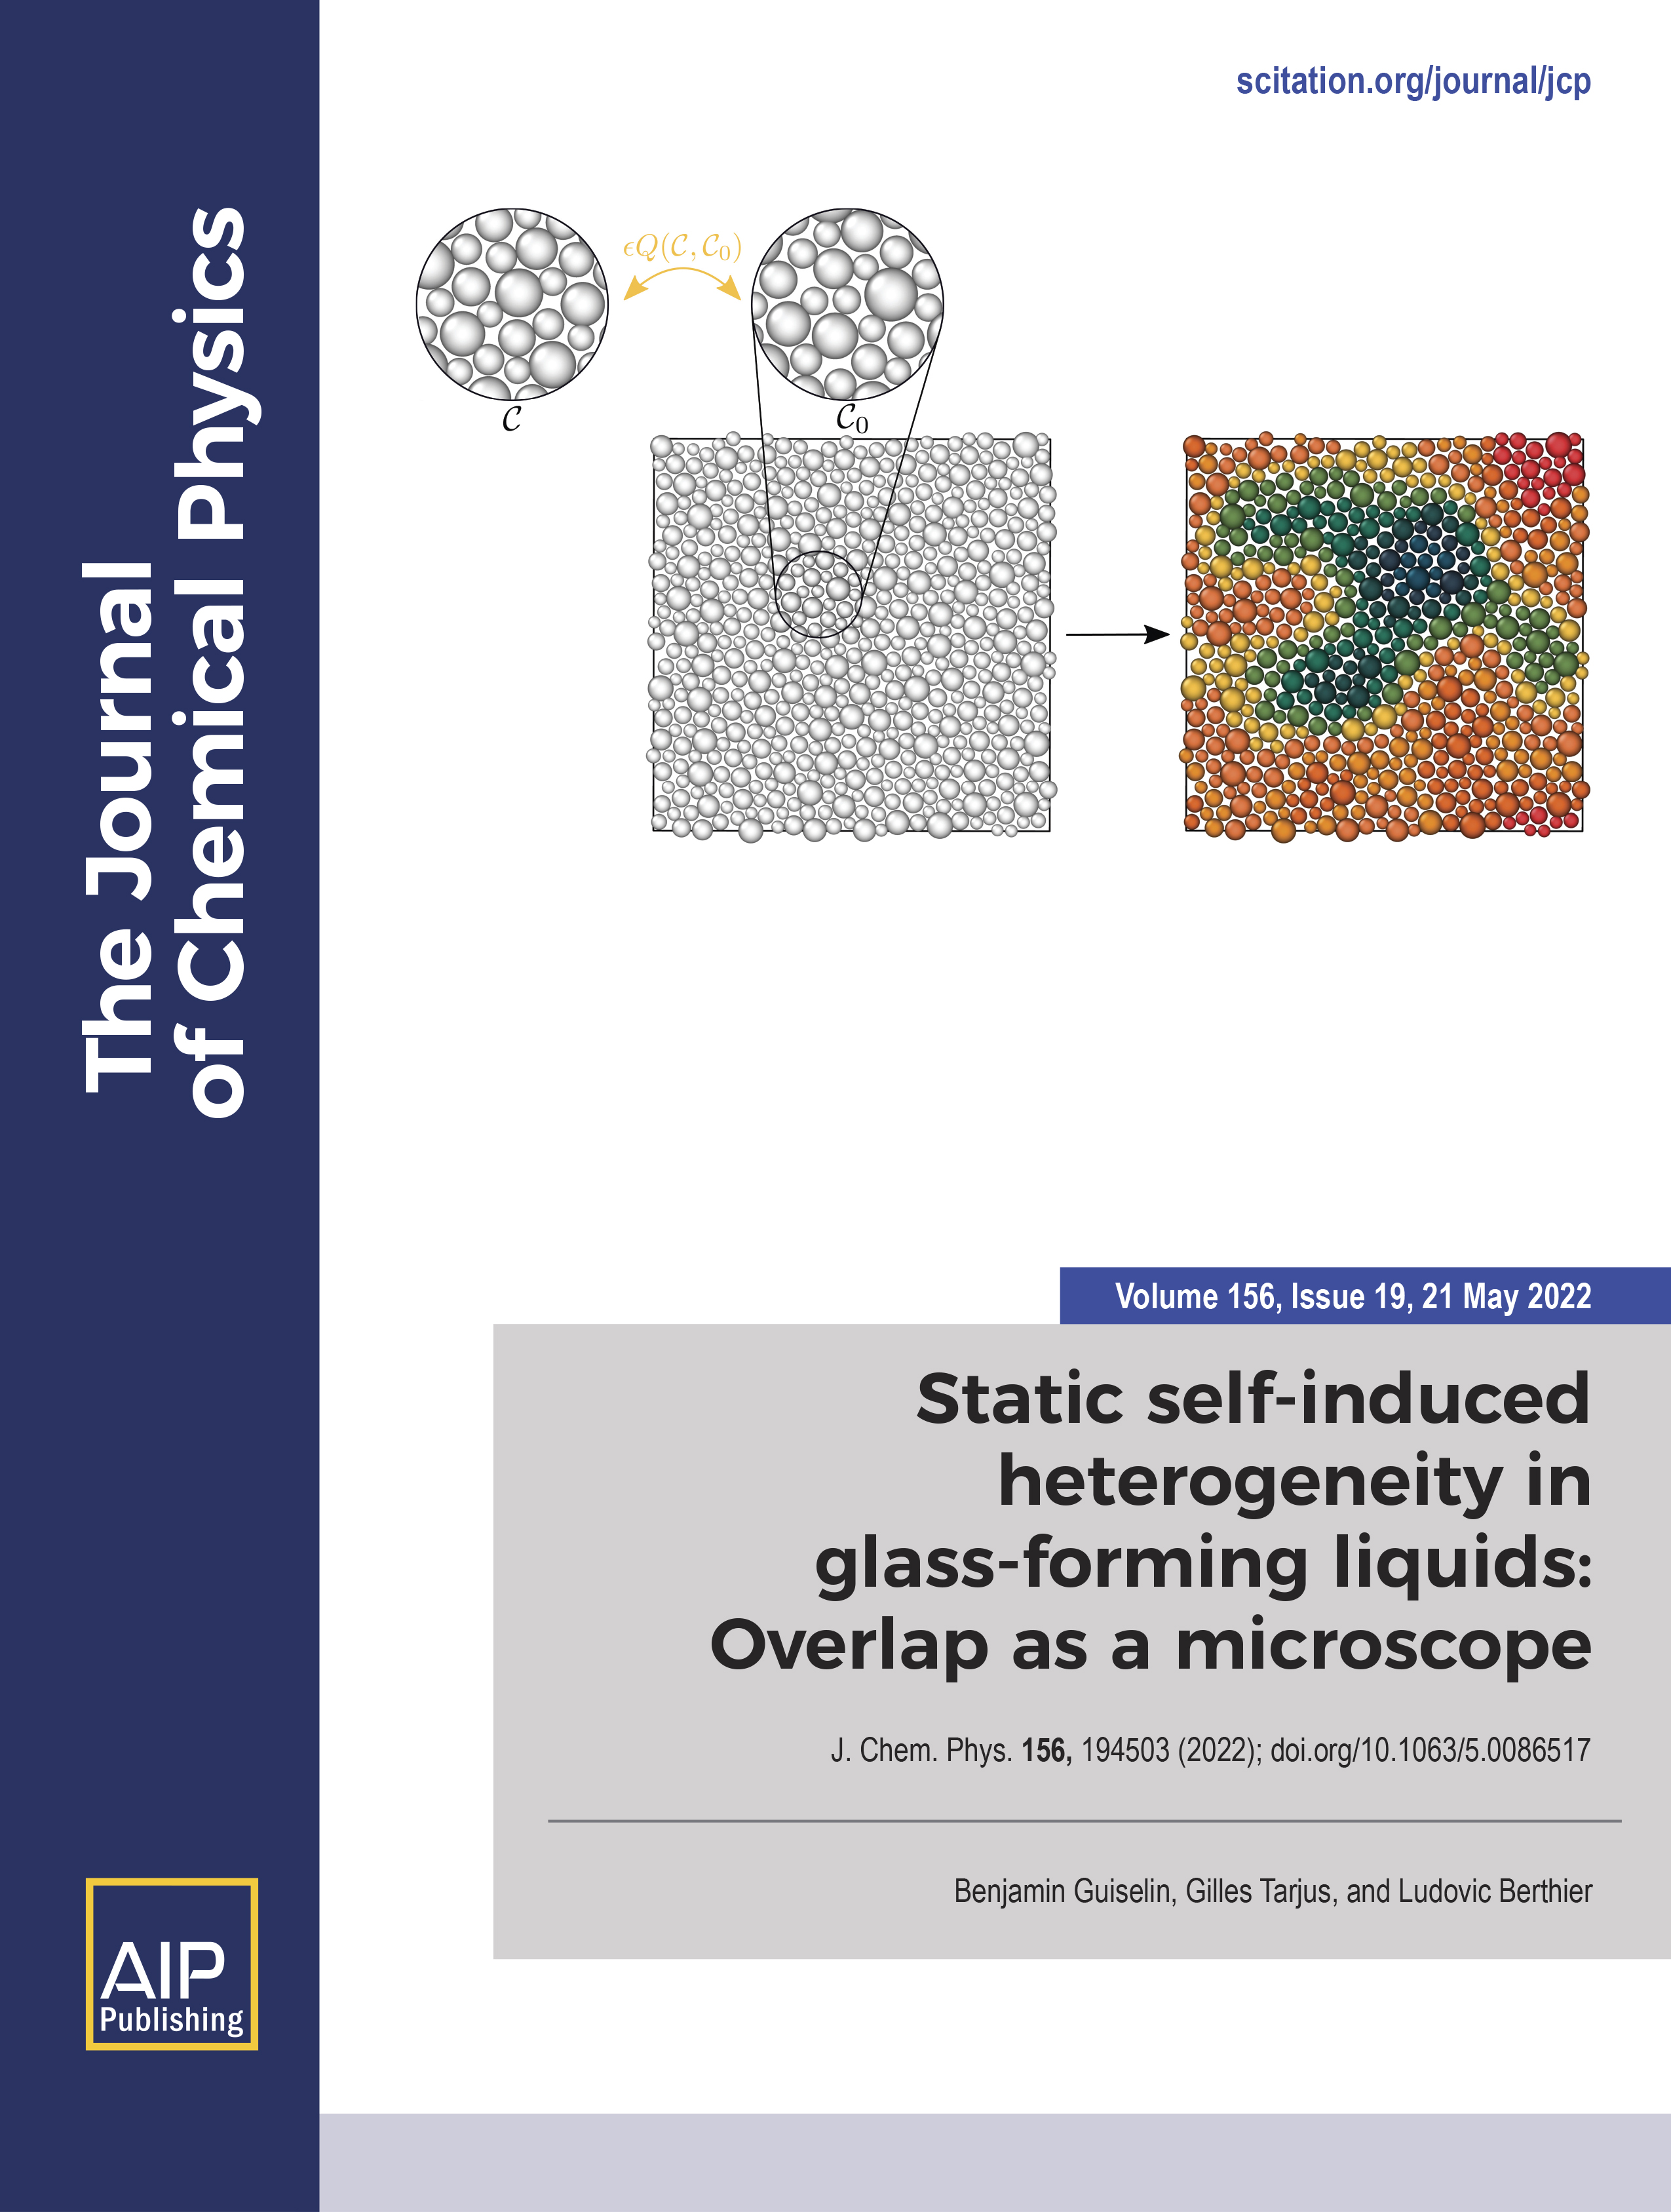 scitation.org/journal/jcp
The Journal
of Chemical Physics
ϵQ(𝒞, 𝒞₀)
𝒞
𝒞₀
Volume 156, Issue 19, 21 May 2022
Static self-induced
heterogeneity in
glass-forming liquids:
Overlap as a microscope
J. Chem. Phys. 156, 194503 (2022); doi.org/10.1063/5.0086517
Benjamin Guiselin, Gilles Tarjus, and Ludovic Berthier
AIP
Publishing